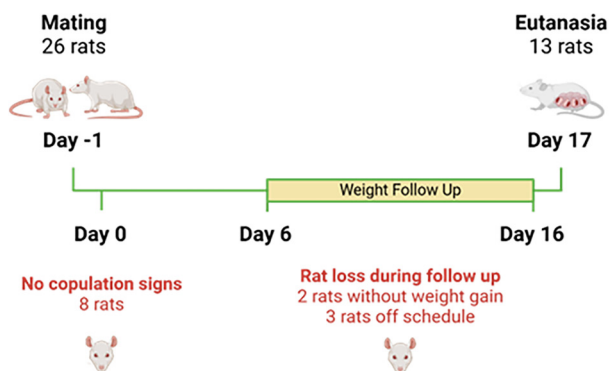 Mating
26 rats
Eutanasia
13 rats
Day -1
Day 17
Weight Follow Up
Day 0
Day 6
Day 16
No copulation signs
8 rats
Rat loss during follow up
2 rats without weight gain
3 rats off schedule